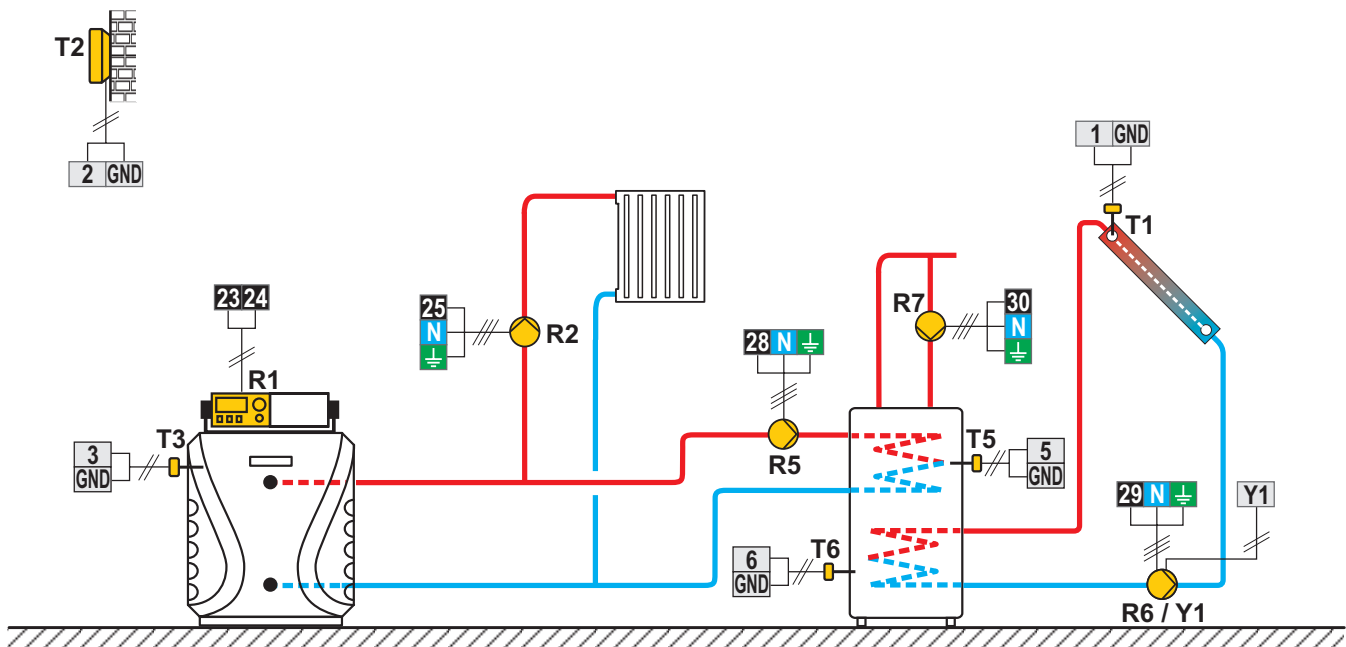 T2
2 GND
1 GND
T1
23 24
R1
25
N
R2
28 N
R5
R7
30
N
T3
3
GND
T5
5
GND
29 N
Y1
T6
6
GND
R6 / Y1